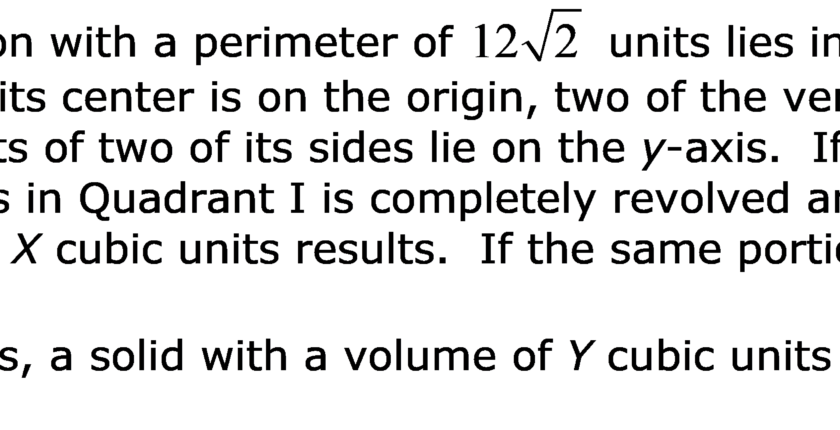 on with a perimeter of 12√2 units lies in
its center is on the origin, two of the ver
ts of two of its sides lie on the y-axis. If
s in Quadrant I is completely revolved ar
X cubic units results. If the same portio
s, a solid with a volume of Y cubic units